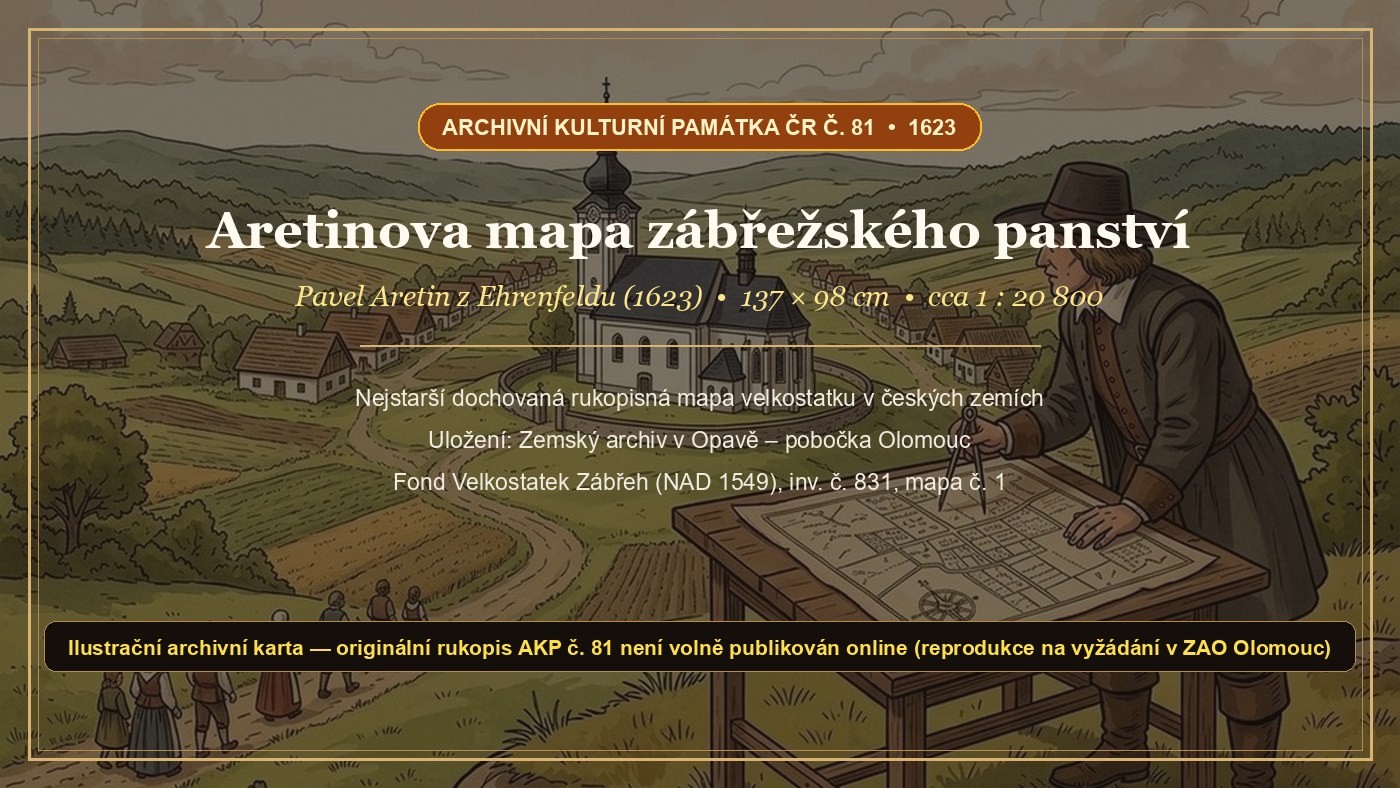 ARCHIVNÍ KULTURNÍ PAMÁTKA ČR Č. 81 • 1623
Aretinova mapa zábřežského panství
Pavel Aretin z Ehrenfeldu (1623) • 137 × 98 cm • cca 1 : 20 800
Nejstarší dochovaná rukopisná mapa velkostatku v českých zemích
Uložení: Zemský archiv v Opavě – pobočka Olomouc
Fond Velkostatek Zábřeh (NAD 1549), inv. č. 831, mapa č. 1
Ilustrační archivní karta — originální rukopis AKP č. 81 není volně publikován online (reprodukce na vyžádání v ZAO Olomouc)